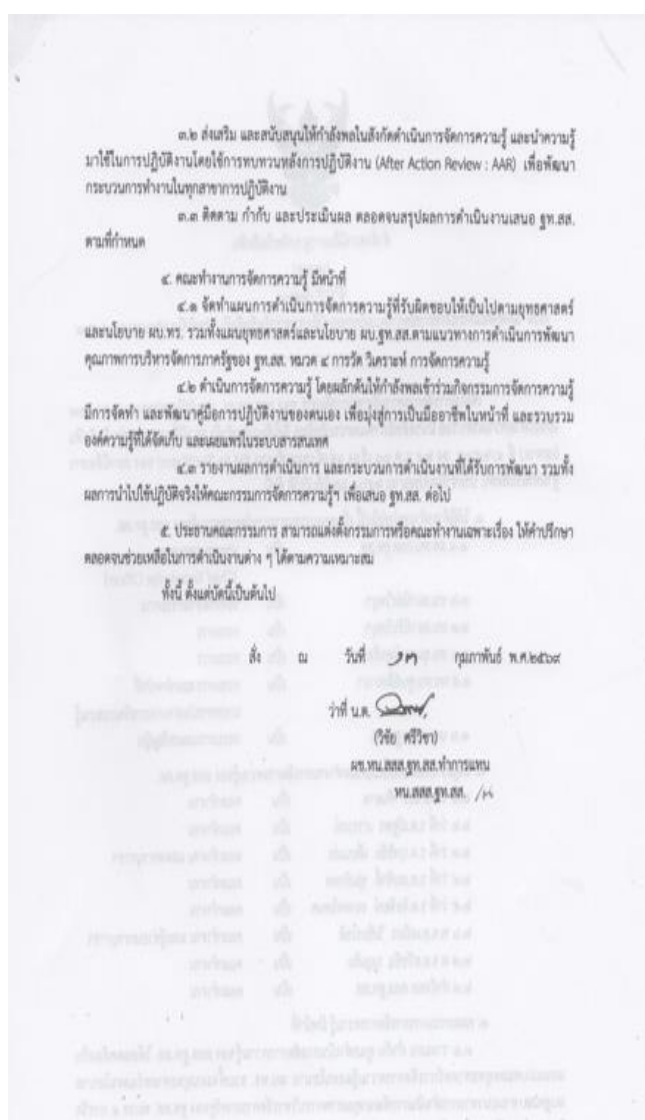 ๓.๒ ส่งเสริม และสนับสนุนให้กำลังพลในสังกัดดำเนินการจัดการความรู้ และนำความรู้
มาใช้ในการปฏิบัติงานโดยใช้การทบทวนหลังการปฏิบัติงาน (After Action Review : AAR) เพื่อพัฒนา
กระบวนการทำงานในทุกสาขาการปฏิบัติงาน
๓.๓ ติดตาม กำกับ และประเมินผล ตลอดจนสรุปผลการดำเนินงานเสนอ ฐท.สส.
ตามที่กำหนด
๔. คณะทำงานการจัดการความรู้ มีหน้าที่
๔.๑ จัดทำแผนการดำเนินการจัดการความรู้ที่รับผิดชอบให้เป็นไปตามยุทธศาสตร์
และนโยบาย ผบ.ทร. รวมทั้งแผนยุทธศาสตร์และนโยบาย ผบ.ฐท.สส.ตามแนวทางการดำเนินการพัฒนา
คุณภาพการบริหารจัดการภาครัฐของ ฐท.สส. หมวด ๔ การวัด วิเคราะห์ การจัดการความรู้
๔.๒ ดำเนินการจัดการความรู้ โดยผลักดันให้กำลังพลเข้าร่วมกิจกรรมการจัดการความรู้
มีการจัดทำ และพัฒนาคู่มือการปฏิบัติงานของตนเอง เพื่อมุ่งสู่การเป็นมืออาชีพในหน้าที่ และรวบรวม
องค์ความรู้ที่ได้จัดเก็บ และเผยแพร่ในระบบสารสนเทศ
๔.๓ รายงานผลการดำเนินการ และกระบวนการดำเนินงานที่ได้รับการพัฒนา รวมทั้ง
ผลการนำไปใช้ปฏิบัติจริงให้คณะกรรมการจัดการความรู้ฯ เพื่อเสนอ ฐท.สส. ต่อไป
๕. ประธานคณะกรรมการ สามารถแต่งตั้งกรรมการหรือคณะทำงานเฉพาะเรื่อง ให้คำปรึกษา
ตลอดจนช่วยเหลือในการดำเนินงานต่าง ๆ ได้ตามความเหมาะสม
ทั้งนี้ ตั้งแต่บัดนี้เป็นต้นไป
สั่ง ณ วันที่ กุมภาพันธ์ พ.ศ.๒๕๖๙
ว่าที่ น.ต.
(วิชัย ศรีวิชา)
ผช.หน.สสส.ฐท.สส.ทำการแทน
หน.สสส.ฐท.สส.